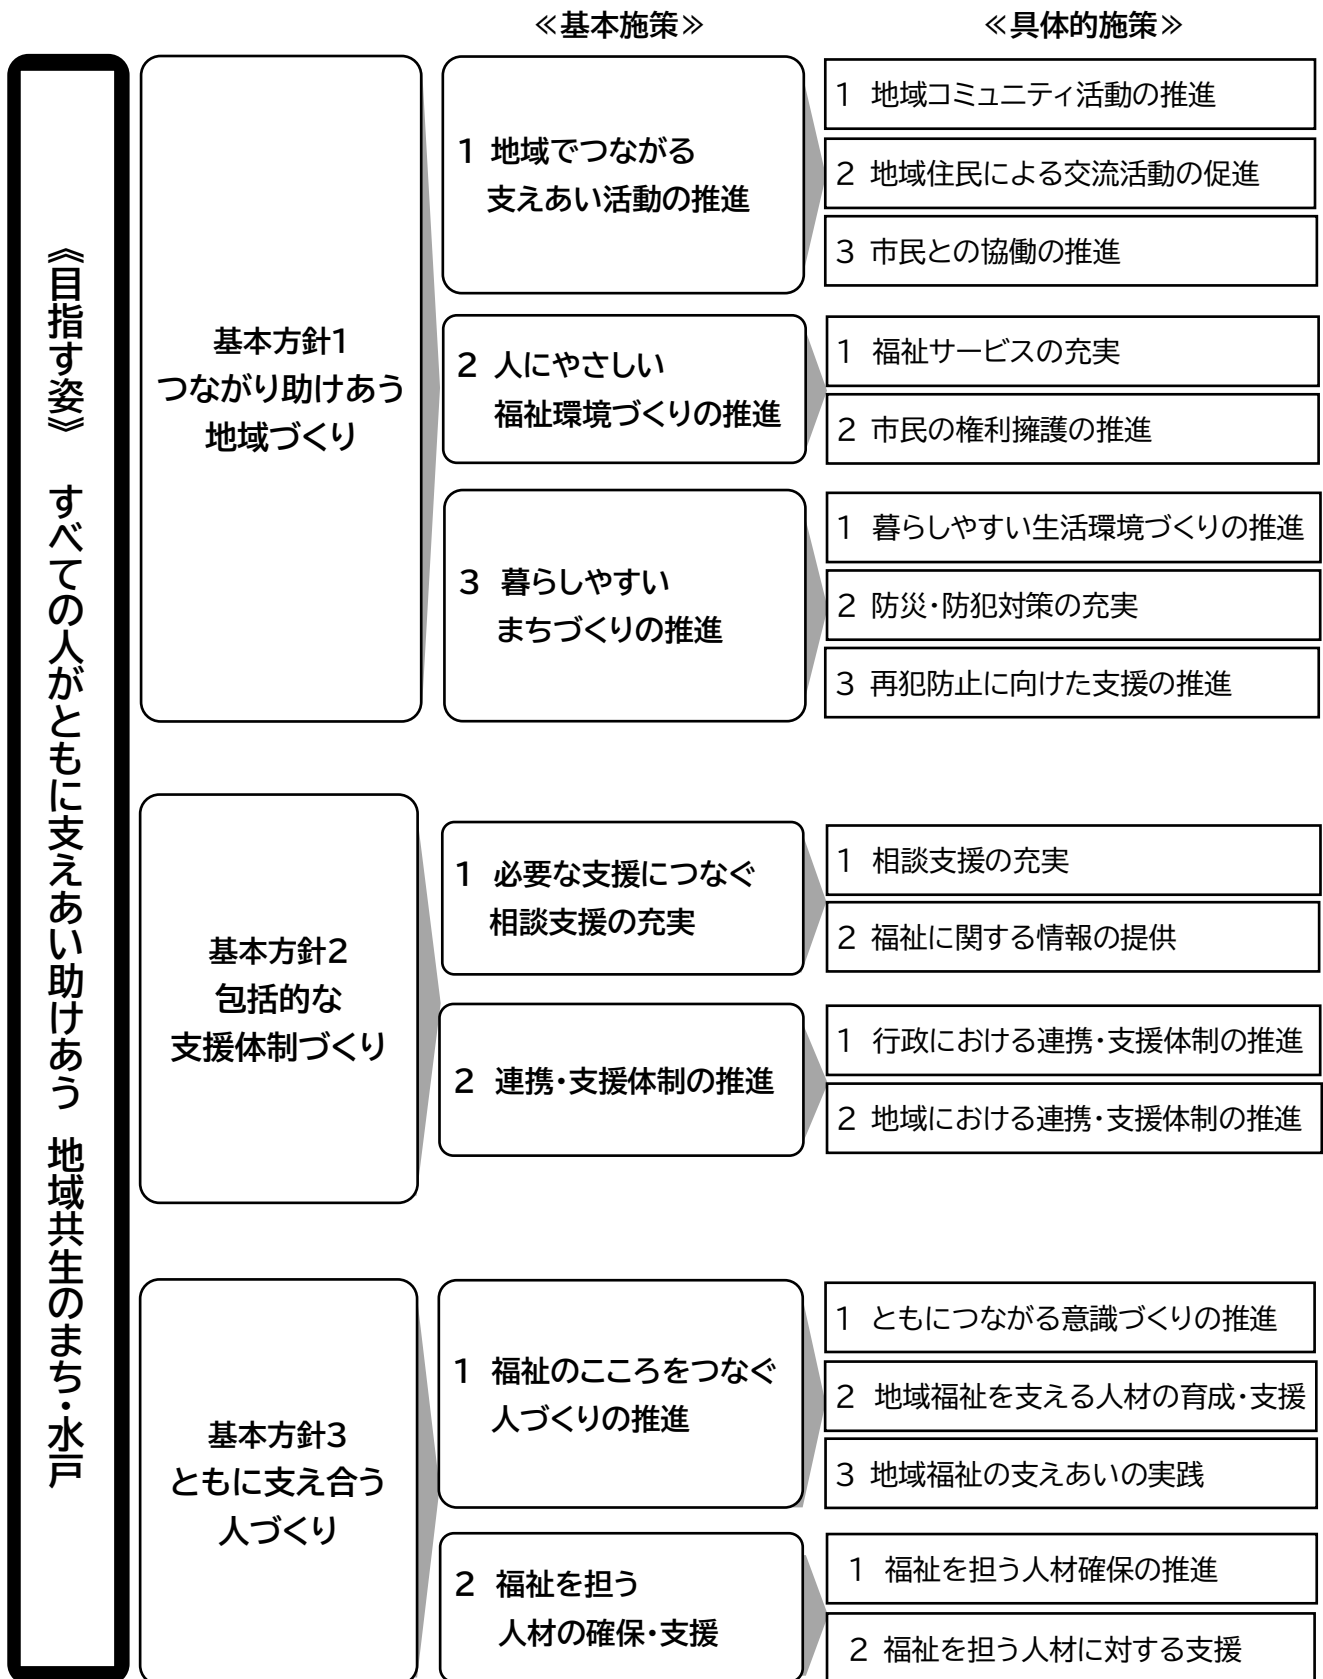 ≪基本施策≫
≪具体的施策≫
《目指す姿》 すべての人がともに支えあい助けあう 地域共生のまち・水戸
基本方針1
つながり助けあう
地域づくり
1 地域でつながる
支えあい活動の推進
1 地域コミュニティ活動の推進
2 地域住民による交流活動の促進
3 市民との協働の推進
2 人にやさしい
福祉環境づくりの推進
1 福祉サービスの充実
2 市民の権利擁護の推進
3 暮らしやすい
まちづくりの推進
1 暮らしやすい生活環境づくりの推進
2 防災・防犯対策の充実
3 再犯防止に向けた支援の推進
基本方針2
包括的な
支援体制づくり
1 必要な支援につなぐ
相談支援の充実
1 相談支援の充実
2 福祉に関する情報の提供
2 連携・支援体制の推進
1 行政における連携・支援体制の推進
2 地域における連携・支援体制の推進
基本方針3
ともに支え合う
人づくり
1 福祉のこころをつなぐ
人づくりの推進
1 ともにつながる意識づくりの推進
2 地域福祉を支える人材の育成・支援
3 地域福祉の支えあいの実践
2 福祉を担う
人材の確保・支援
1 福祉を担う人材確保の推進
2 福祉を担う人材に対する支援